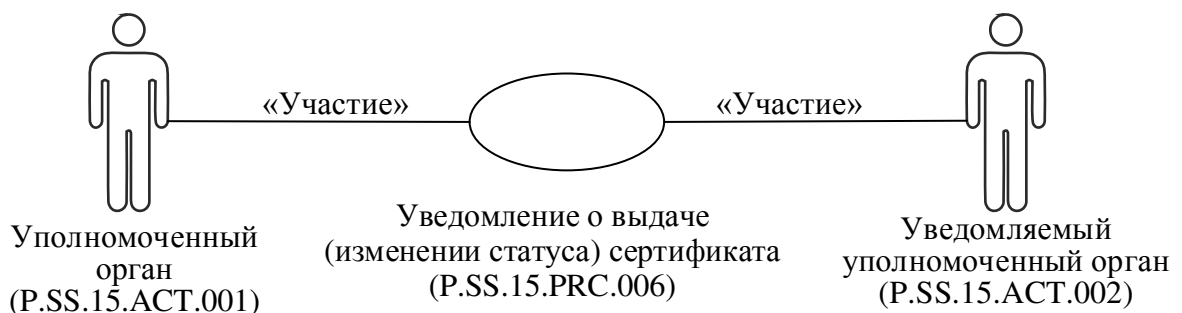 «Участие»
«Участие»
Уполномоченный
орган
(P.SS.15.ACT.001)
Уведомление о выдаче
(изменении статуса) сертификата
(P.SS.15.PRC.006)
Уведомляемый
уполномоченный орган
(P.SS.15.ACT.002)